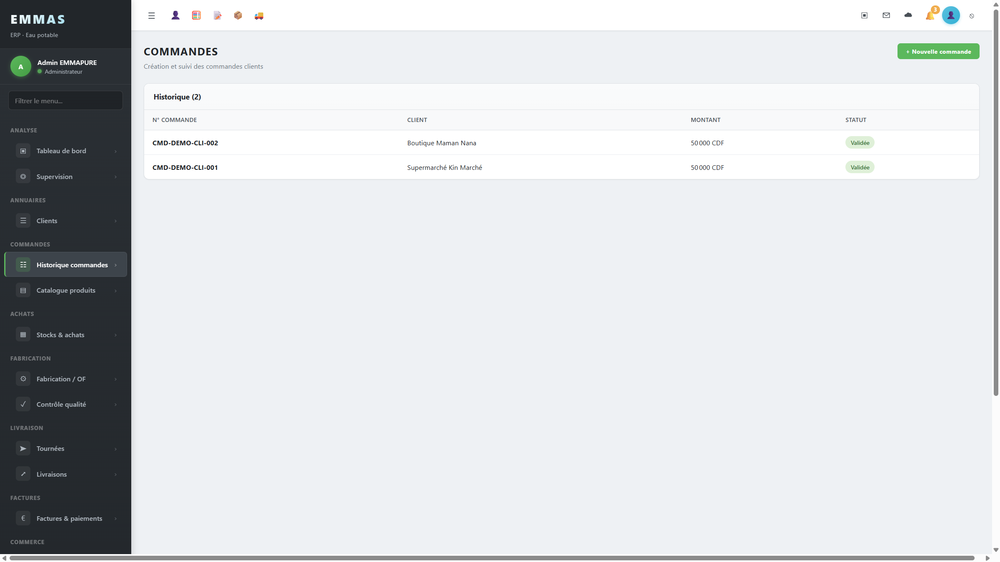 EMMAS
ERP · Eau potable
A
Admin EMMAPURE
Administrateur
Filtrer le menu...
ANALYSE
Tableau de bord
Supervision
ANNUAIRES
Clients
COMMANDES
Historique commandes
Catalogue produits
ACHATS
Stocks & achats
FABRICATION
Fabrication / OF
Contrôle qualité
LIVRAISON
Tournées
Livraisons
FACTURES
€ Factures & paiements
COMMERCE
3
COMMANDES
Création et suivi des commandes clients
+ Nouvelle commande
Historique (2)
N° COMMANDE CLIENT MONTANT STATUT
CMD-DEMO-CLI-002 Boutique Maman Nana 50 000 CDF Validée
CMD-DEMO-CLI-001 Supermarché Kin Marché 50 000 CDF Validée